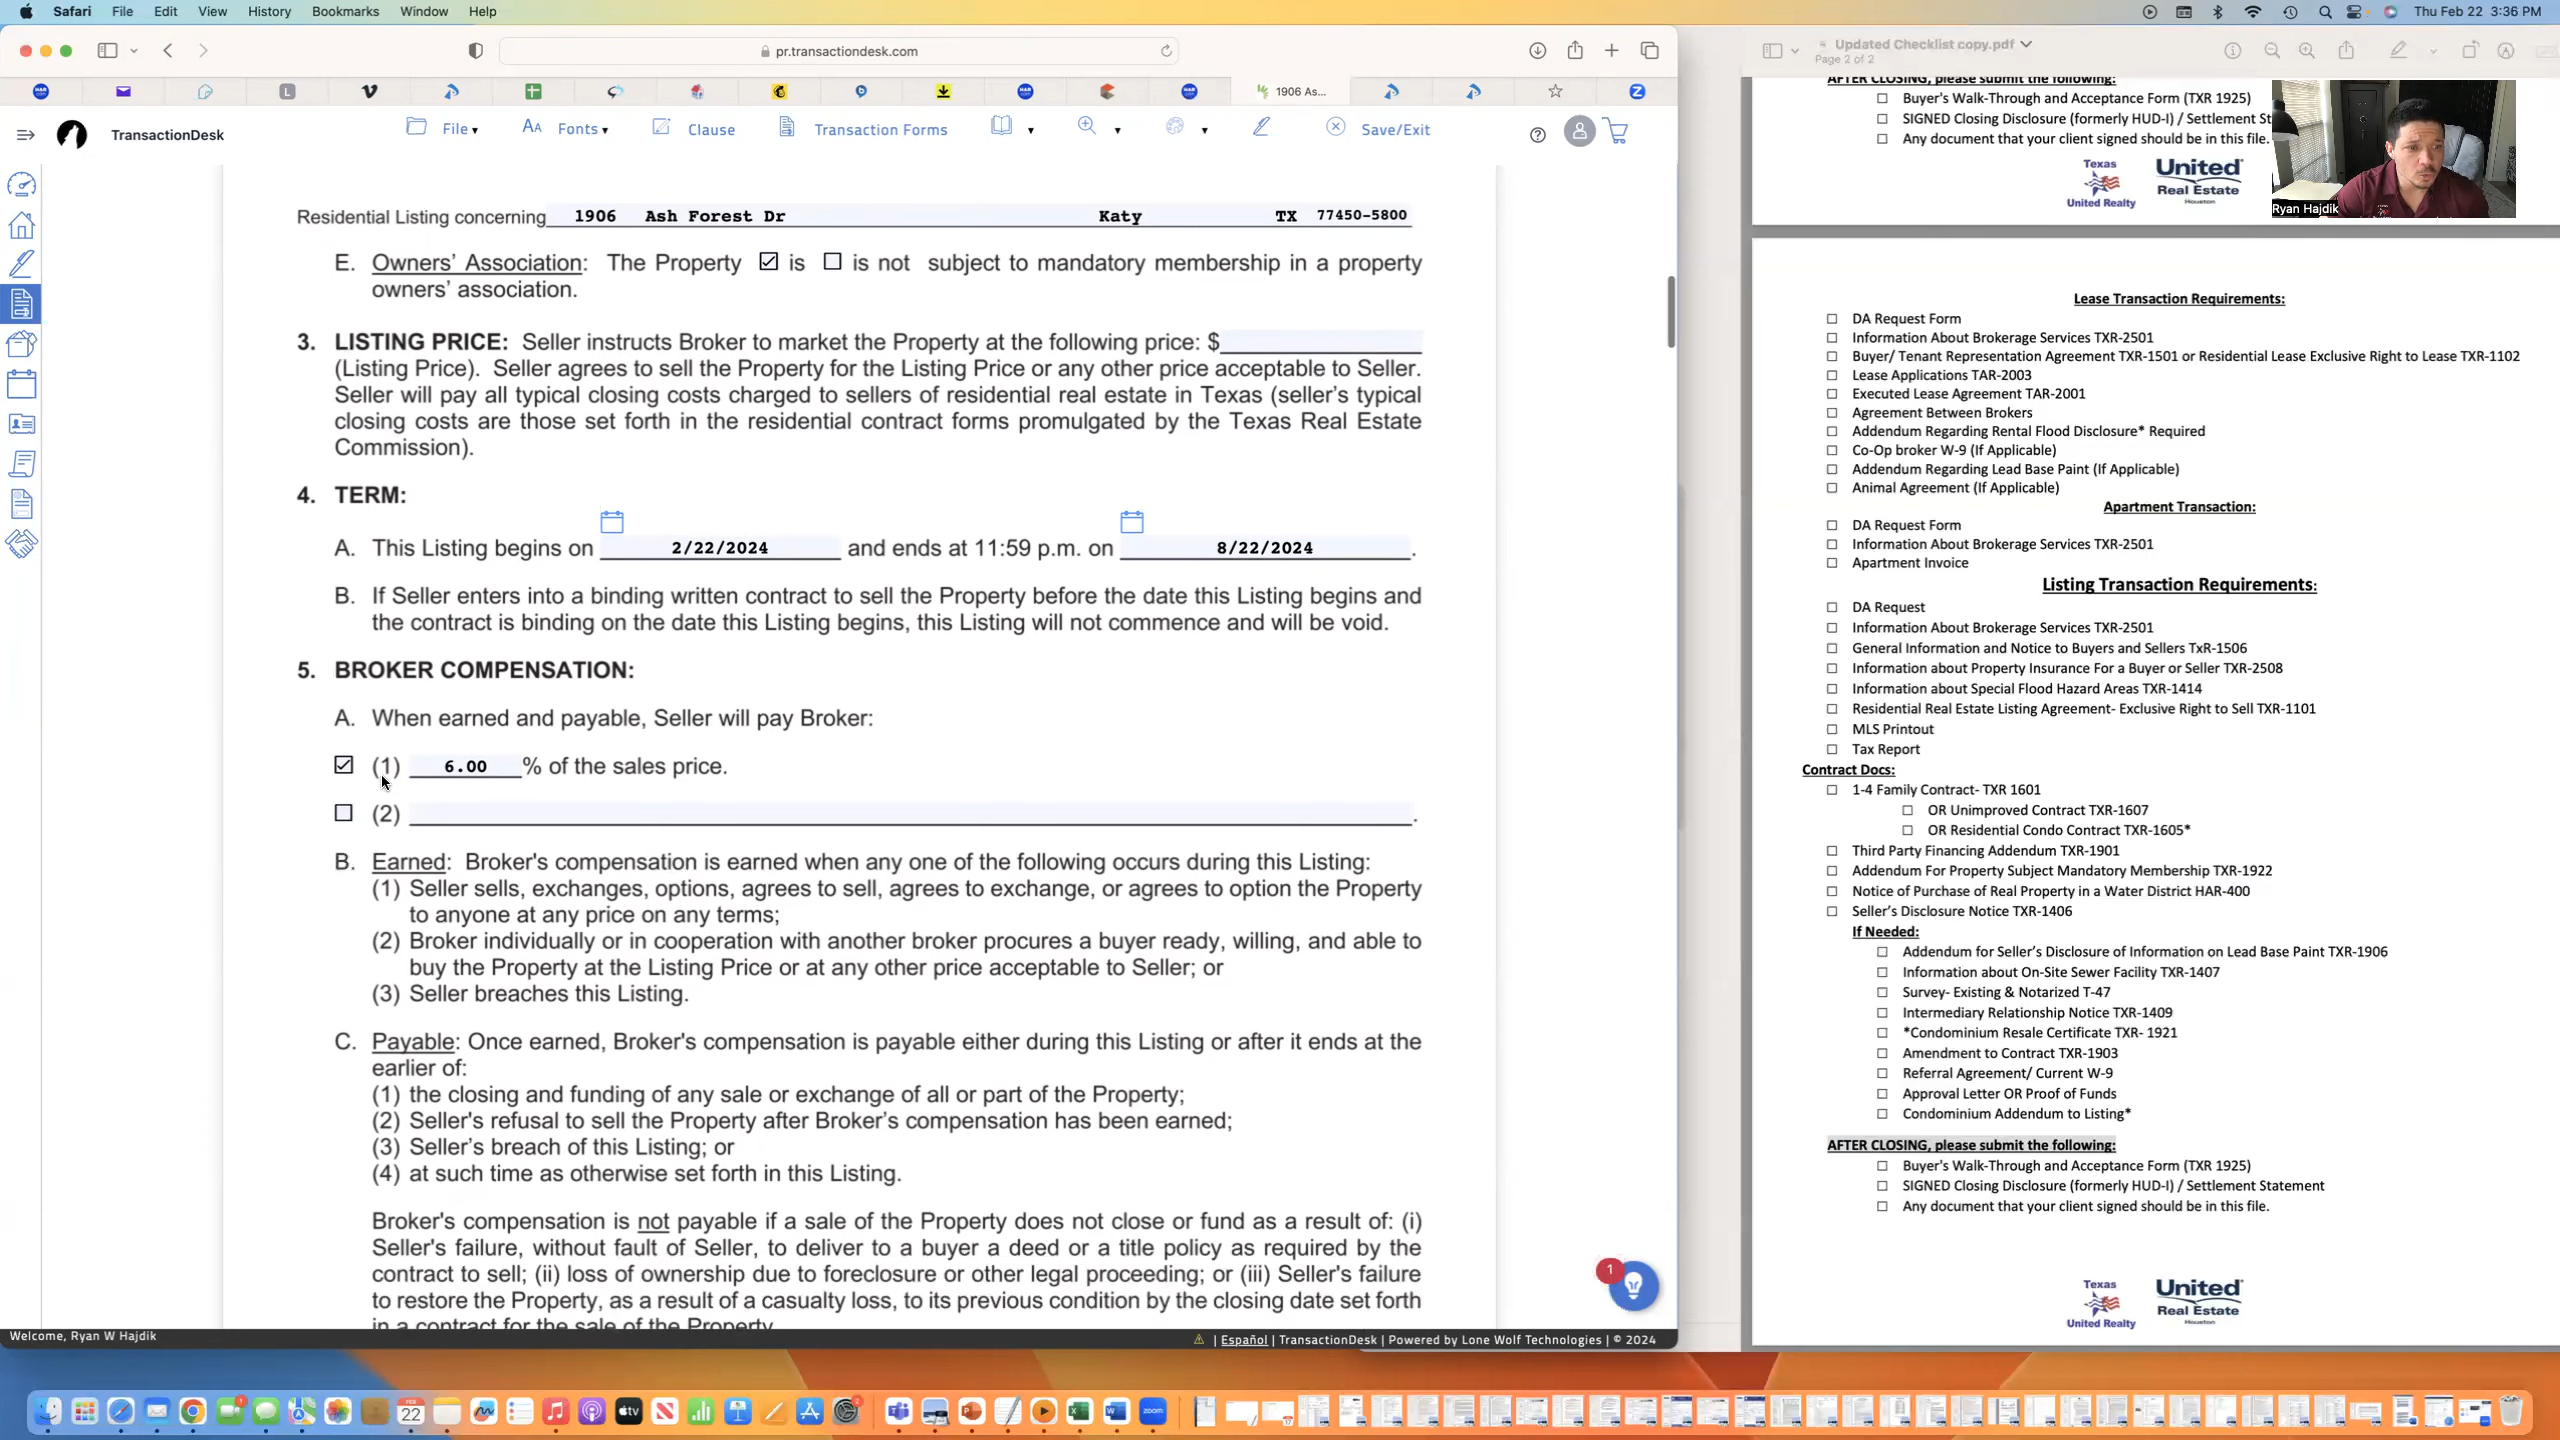 Safari File Edit View History Bookmarks Window Help
Thu Feb 22 3:36 PM
pr.transactiondesk.com
1906 As...
TransactionDesk
File
Fonts
Clause
Transaction Forms
Save/Exit
Residential Listing concerning 1906 Ash Forest Dr Katy TX 77450-5800
E. Owners' Association: The Property is is not subject to mandatory membership in a property
owners' association.
3. LISTING PRICE: Seller instructs Broker to market the Property at the following price: $
(Listing Price). Seller agrees to sell the Property for the Listing Price or any other price acceptable to Seller.
Seller will pay all typical closing costs charged to sellers of residential real estate in Texas (seller's typical
closing costs are those set forth in the residential contract forms promulgated by the Texas Real Estate
Commission).
4. TERM:
A. This Listing begins on 2/22/2024 and ends at 11:59 p.m. on 8/22/2024 .
B. If Seller enters into a binding written contract to sell the Property before the date this Listing begins and
the contract is binding on the date this Listing begins, this Listing will not commence and will be void.
5. BROKER COMPENSATION:
A. When earned and payable, Seller will pay Broker:
(1) 6.00 % of the sales price.
(2) .
B. Earned: Broker's compensation is earned when any one of the following occurs during this Listing:
(1) Seller sells, exchanges, options, agrees to sell, agrees to exchange, or agrees to option the Property
to anyone at any price on any terms;
(2) Broker individually or in cooperation with another broker procures a buyer ready, willing, and able to
buy the Property at the Listing Price or at any other price acceptable to Seller; or
(3) Seller breaches this Listing.
C. Payable: Once earned, Broker's compensation is payable either during this Listing or after it ends at the
earlier of:
(1) the closing and funding of any sale or exchange of all or part of the Property;
(2) Seller's refusal to sell the Property after Broker's compensation has been earned;
(3) Seller's breach of this Listing; or
(4) at such time as otherwise set forth in this Listing.
Broker's compensation is not payable if a sale of the Property does not close or fund as a result of: (i)
Seller's failure, without fault of Seller, to deliver to a buyer a deed or a title policy as required by the
contract to sell; (ii) loss of ownership due to foreclosure or other legal proceeding; or (iii) Seller's failure
to restore the Property, as a result of a casualty loss, to its previous condition by the closing date set forth
in a contract for the sale of the Property.
1
Welcome, Ryan W Hajdik
| Español | TransactionDesk | Powered by Lone Wolf Technologies | © 2024
Updated Checklist copy.pdf
Page 2 of 2
AFTER CLOSING, please submit the following:
Buyer's Walk-Through and Acceptance Form (TXR 1925)
SIGNED Closing Disclosure (formerly HUD-I) / Settlement St
Any document that your client signed should be in this file.
Texas
United Realty
United
Real Estate
Houston
Ryan Hajdik
Lease Transaction Requirements:
DA Request Form
Information About Brokerage Services TXR-2501
Buyer/ Tenant Representation Agreement TXR-1501 or Residential Lease Exclusive Right to Lease TXR-1102
Lease Applications TAR-2003
Executed Lease Agreement TAR-2001
Agreement Between Brokers
Addendum Regarding Rental Flood Disclosure* Required
Co-Op broker W-9 (If Applicable)
Addendum Regarding Lead Base Paint (If Applicable)
Animal Agreement (If Applicable)
Apartment Transaction:
DA Request Form
Information About Brokerage Services TXR-2501
Apartment Invoice
Listing Transaction Requirements:
DA Request
Information About Brokerage Services TXR-2501
General Information and Notice to Buyers and Sellers TxR-1506
Information about Property Insurance For a Buyer or Seller TXR-2508
Information about Special Flood Hazard Areas TXR-1414
Residential Real Estate Listing Agreement- Exclusive Right to Sell TXR-1101
MLS Printout
Tax Report
Contract Docs:
1-4 Family Contract- TXR 1601
OR Unimproved Contract TXR-1607
OR Residential Condo Contract TXR-1605*
Third Party Financing Addendum TXR-1901
Addendum For Property Subject Mandatory Membership TXR-1922
Notice of Purchase of Real Property in a Water District HAR-400
Seller's Disclosure Notice TXR-1406
If Needed:
Addendum for Seller's Disclosure of Information on Lead Base Paint TXR-1906
Information about On-Site Sewer Facility TXR-1407
Survey- Existing & Notarized T-47
Intermediary Relationship Notice TXR-1409
*Condominium Resale Certificate TXR- 1921
Amendment to Contract TXR-1903
Referral Agreement/ Current W-9
Approval Letter OR Proof of Funds
Condominium Addendum to Listing*
AFTER CLOSING, please submit the following:
Buyer's Walk-Through and Acceptance Form (TXR 1925)
SIGNED Closing Disclosure (formerly HUD-I) / Settlement Statement
Any document that your client signed should be in this file.
Texas
United Realty
United
Real Estate
Houston